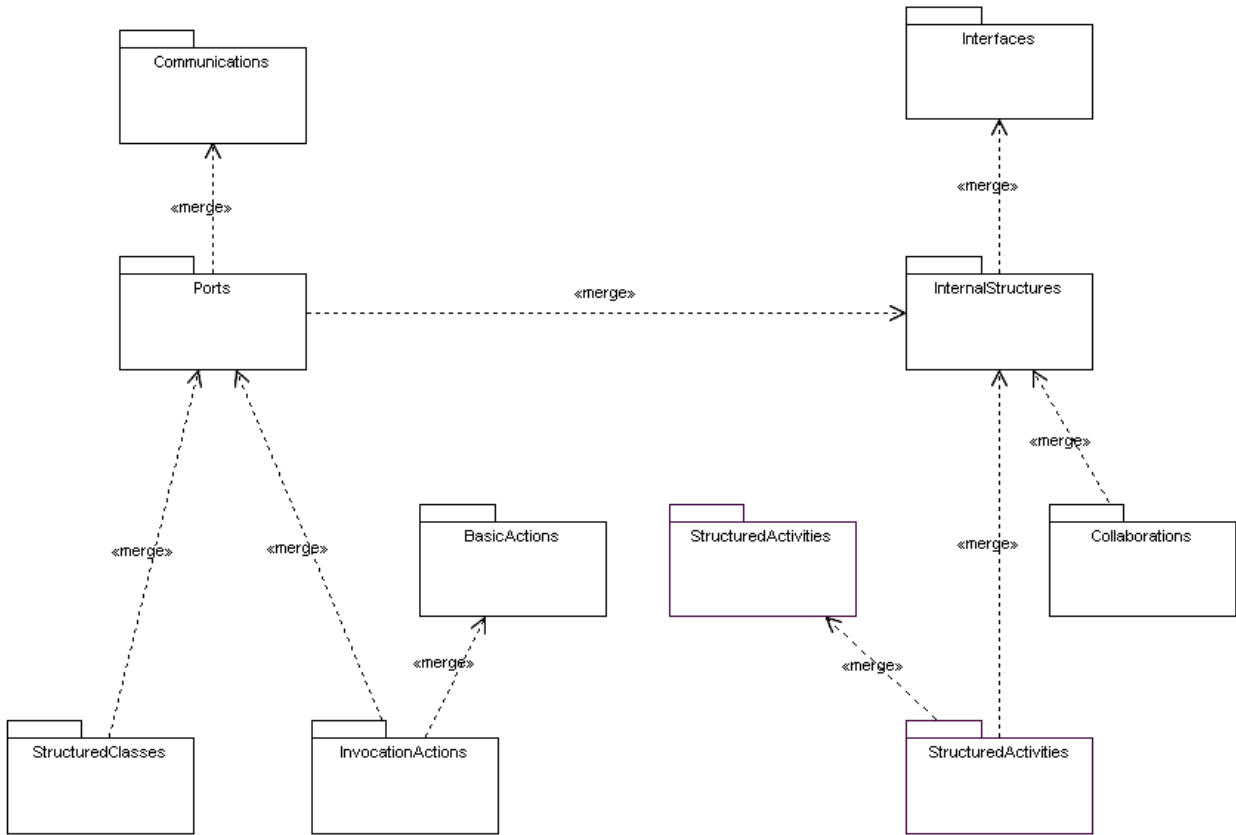 Interfaces
Communications
«merge»
«merge»
Ports
InternalStructures
«merge»
«merge»
BasicActions
StructuredActivities
Collaborations
«merge»
«merge»
«merge»
«merge»
«merge»
StructuredClasses
InvocationActions
StructuredActivities